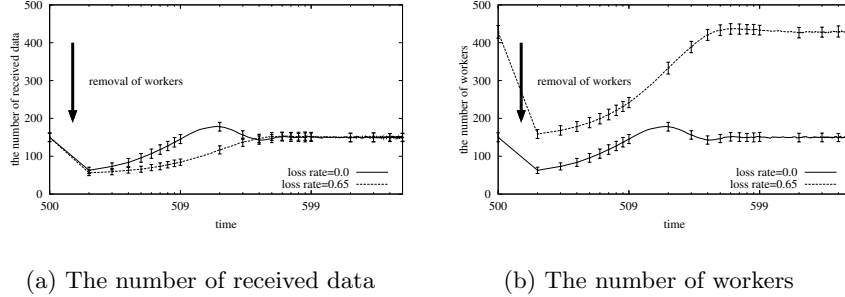 the number of received data
500
400
300
200
100
0
removal of workers
loss rate=0.0
loss rate=0.65
500
509
599
time
(a) The number of received data
the number of workers
500
400
300
200
100
0
removal of workers
loss rate=0.0
loss rate=0.65
500
509
599
time
(b) The number of workers